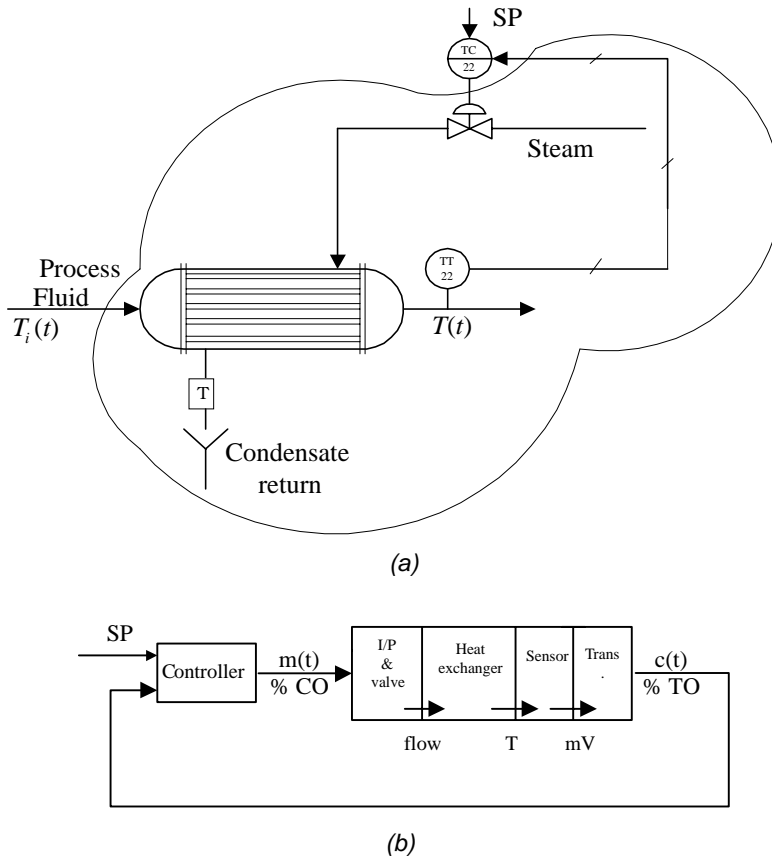 SP
TC
22
Steam
Process
Fluid
T_i(t)
TT
22
T(t)
T
Condensate
return
(a)
SP
Controller
m(t)
% CO
I/P
&
valve
Heat
exchanger
Sensor
Trans
.
c(t)
% TO
flow
T
mV
(b)